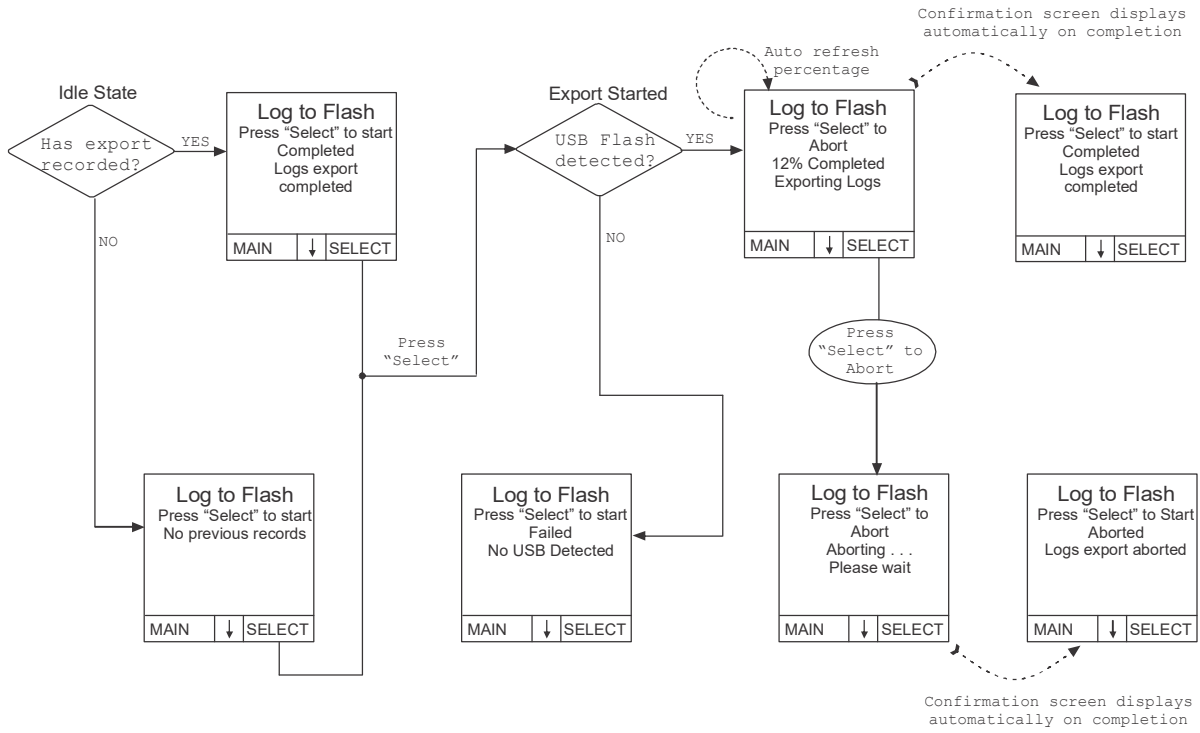 Confirmation screen displays
automatically on completion
Auto refresh
percentage
Idle State
Has export
recorded?
YES
NO
Log to Flash
Press “Select” to start
Completed
Logs export
completed
MAIN ↓ SELECT
Press
“Select”
Export Started
USB Flash
detected?
YES
NO
Log to Flash
Press “Select” to
Abort
12% Completed
Exporting Logs
MAIN ↓ SELECT
Log to Flash
Press “Select” to start
Completed
Logs export
completed
MAIN ↓ SELECT
Press
“Select” to
Abort
Log to Flash
Press “Select” to start
No previous records
MAIN ↓ SELECT
Log to Flash
Press “Select” to start
Failed
No USB Detected
MAIN ↓ SELECT
Log to Flash
Press “Select” to
Abort
Aborting . . .
Please wait
MAIN ↓ SELECT
Log to Flash
Press “Select” to Start
Aborted
Logs export aborted
MAIN ↓ SELECT
Confirmation screen displays
automatically on completion